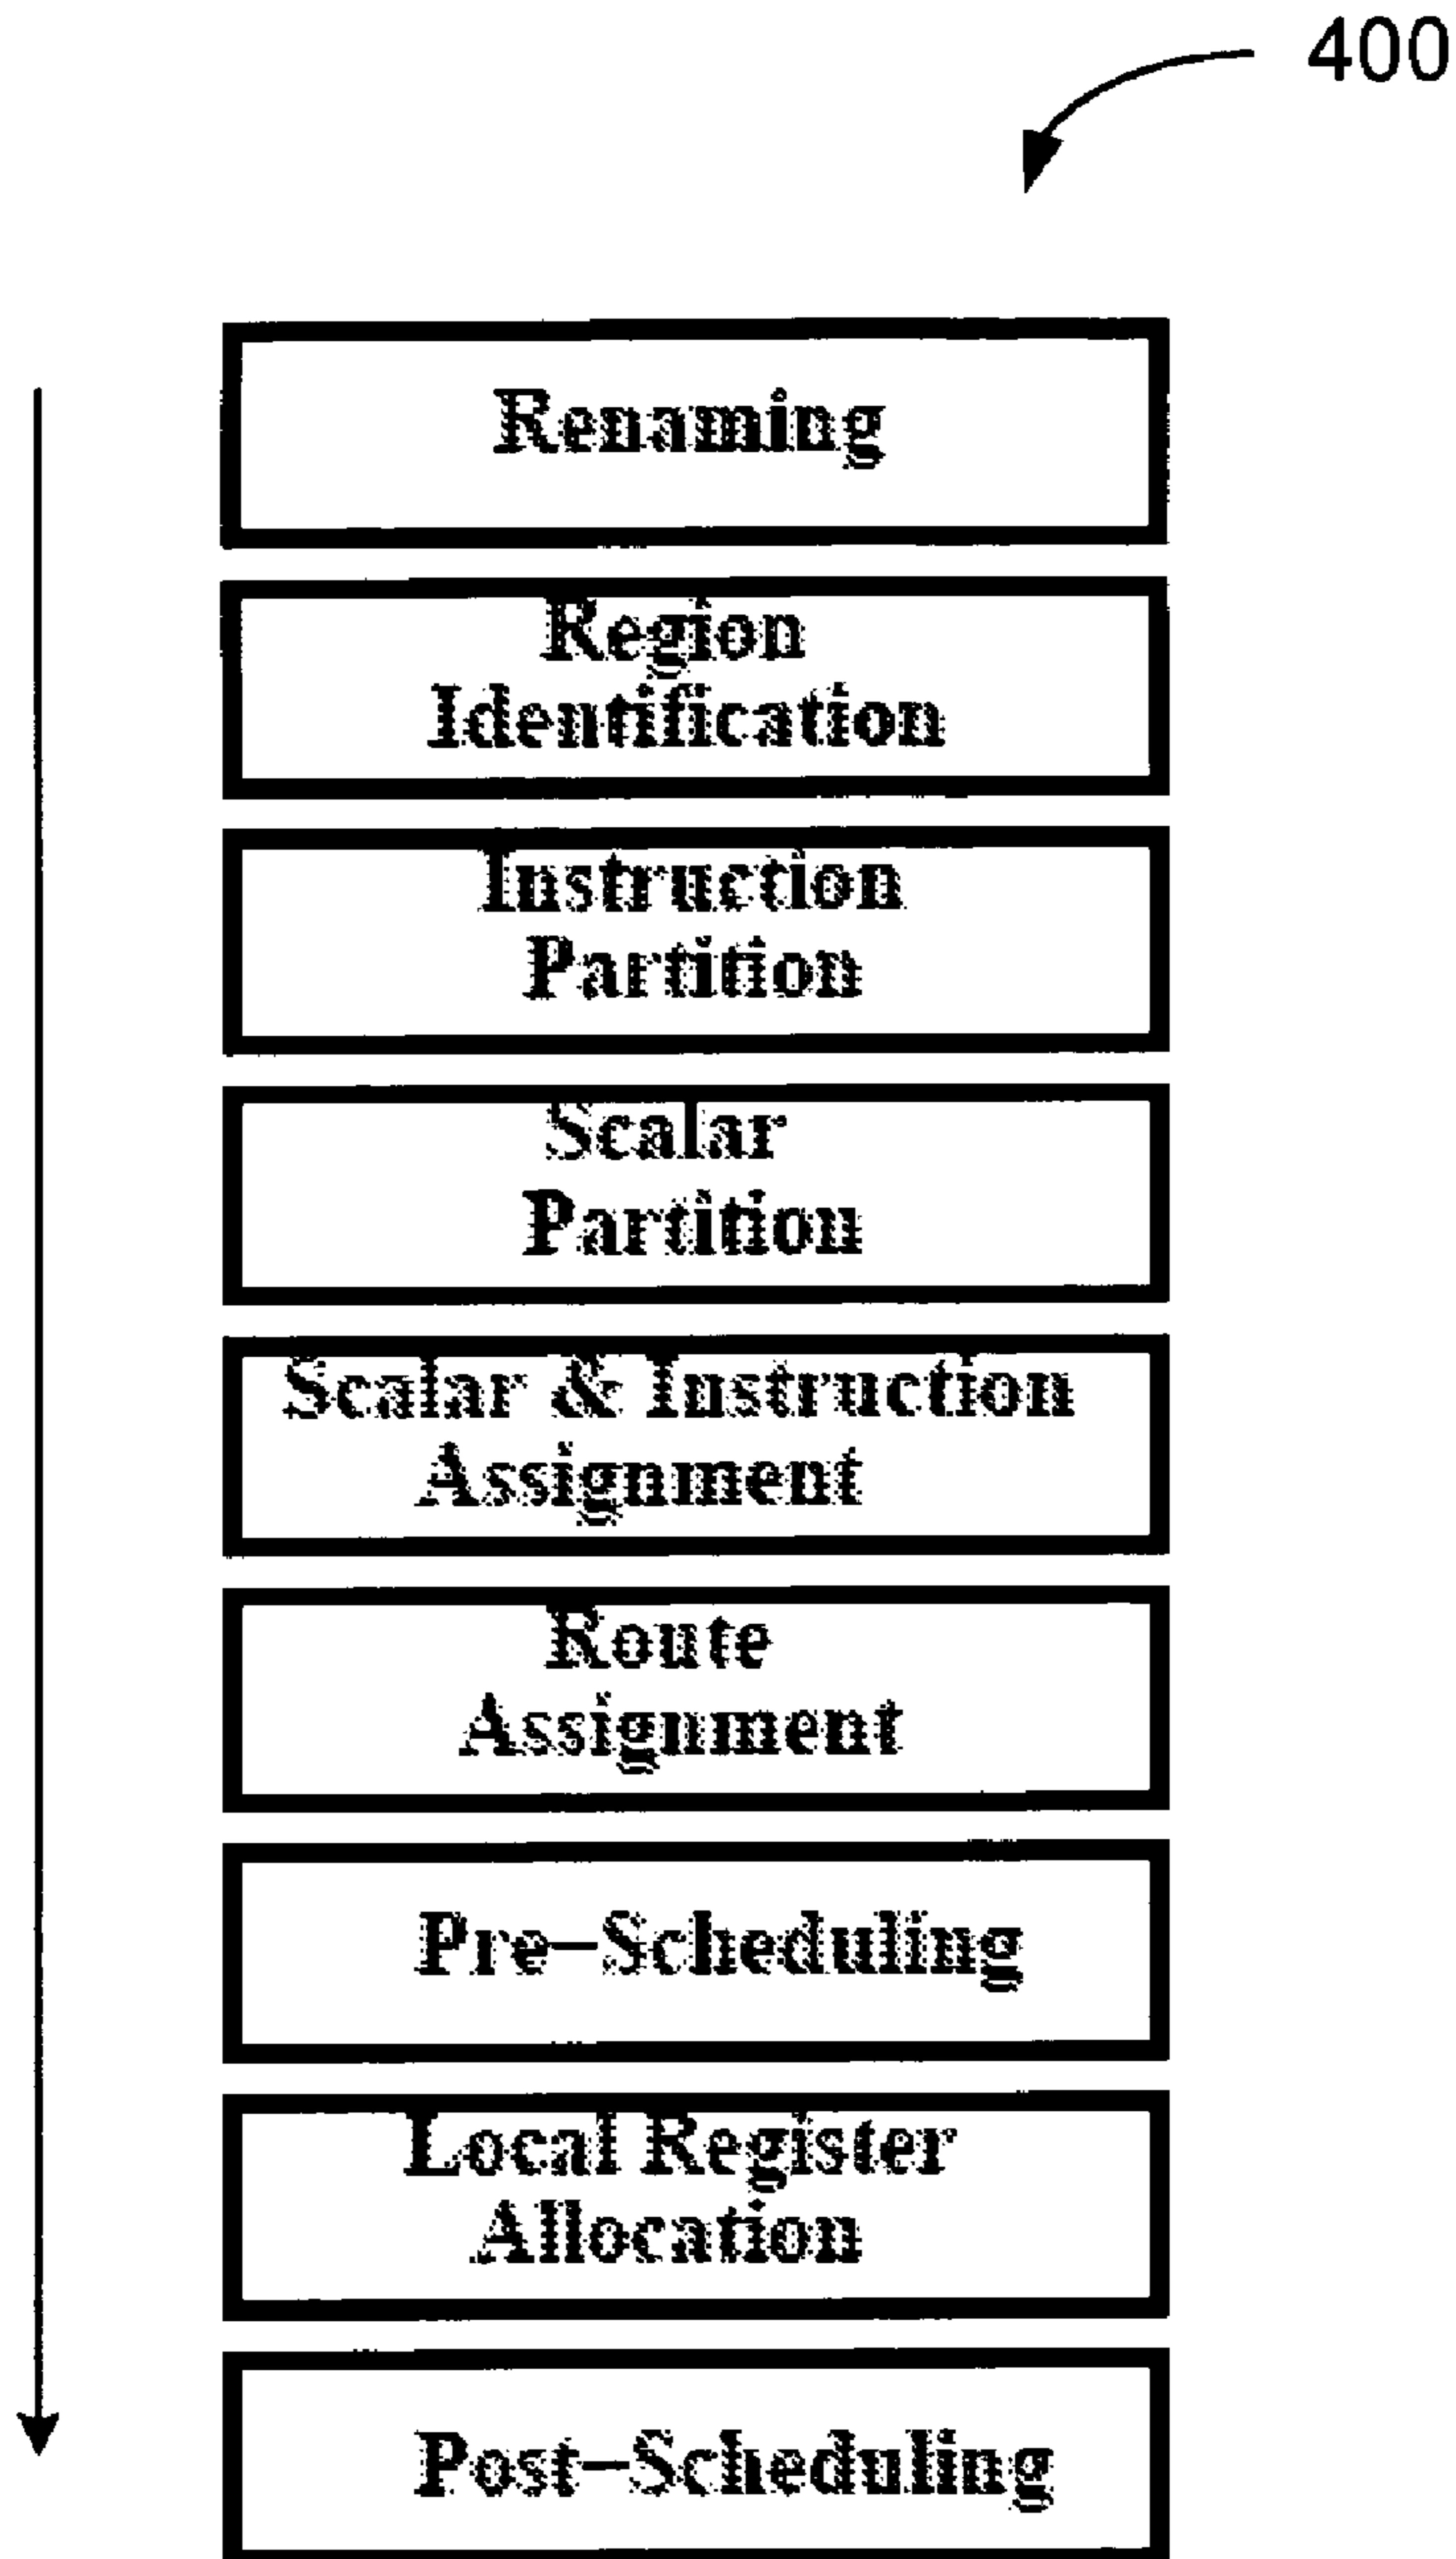 400
Renaming
Region
Identification
Instruction
Partition
Scalar
Partition
Scalar & Instruction
Assignment
Route
Assignment
Pre-Scheduling
Local Register
Allocation
Post-Scheduling